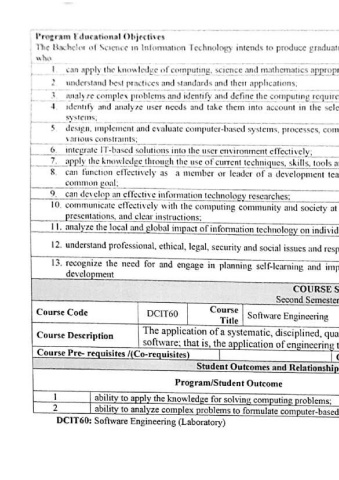 Program Educational Objectives
The Bachelor of Science in Information Technology intends to produce graduat
who
1. can apply the knowledge of computing, science and mathematics appropr
2. understand best practices and standards and their applications;
3. analyze complex problems and identify and define the computing require
4. identify and analyze user needs and take them into account in the sele
systems;
5. design, implement and evaluate computer-based systems, processes, com
various constraints;
6. integrate IT-based solutions into the user environment effectively;
7. apply the knowledge through the use of current techniques, skills, tools a
8. can function effectively as a member or leader of a development tea
common goal;
9. can develop an effective information technology researches;
10. communicate effectively with the computing community and society at
presentations, and clear instructions;
11. analyze the local and global impact of information technology on individ
12. understand professional, ethical, legal, security and social issues and resp
13. recognize the need for and engage in planning self-learning and imp
development
COURSE S
Second Semester
Course Code DCIT60 Course Title Software Engineering
Course Description The application of a systematic, disciplined, qua
software; that is, the application of engineering t
Course Pre- requisites /(Co-requisites)
Student Outcomes and Relationship
Program/Student Outcome
1 ability to apply the knowledge for solving computing problems;
2 ability to analyze complex problems to formulate computer-based
DCIT60: Software Engineering (Laboratory)